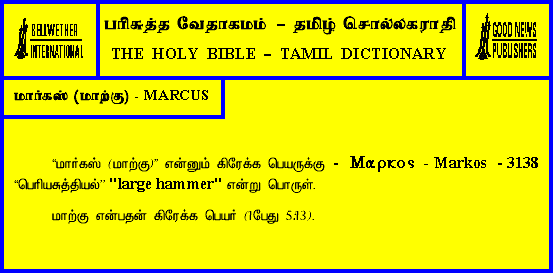 BELLWETHER
INTERNATIONAL
பரிசுத்த வேதாகமம் – தமிழ் சொல்லகராதி
THE HOLY BIBLE – TAMIL DICTIONARY
GOOD NEWS
PUBLISHERS
மார்கஸ் (மாற்கு) - MARCUS
“மார்கஸ் (மாற்கு)” என்னும் கிரேக்க பெயருக்கு - Μαρκος - Markos - 3138
“பெரியசுத்தியல்” "large hammer" என்று பொருள்.
மாற்கு என்பதன் கிரேக்க பெயர் (1பேது 5:13).